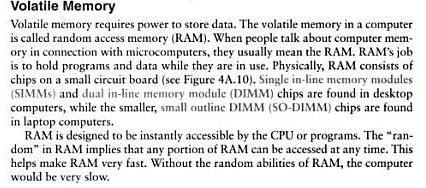 Volatile Memory
Volatile memory requires power to store data. The volatile memory in a computer
is called random access memory (RAM). When people talk about computer mem-
ory in connection with microcomputers, they usually mean the RAM. RAM's job
is to hold programs and data while they are in use. Physically, RAM consists of
chips on a small circuit board (see Figure 4A.10). Single in-line memory modules
(SIMMs) and dual in-line memory module (DIMM) chips are found in desktop
computers, while the smaller, small outline DIMM (SO-DIMM) chips are found
in laptop computers.
RAM is designed to be instantly accessible by the CPU or programs. The "ran-
dom" in RAM implies that any portion of RAM can be accessed at any time. This
helps make RAM very fast. Without the random abilities of RAM, the computer
would be very slow.